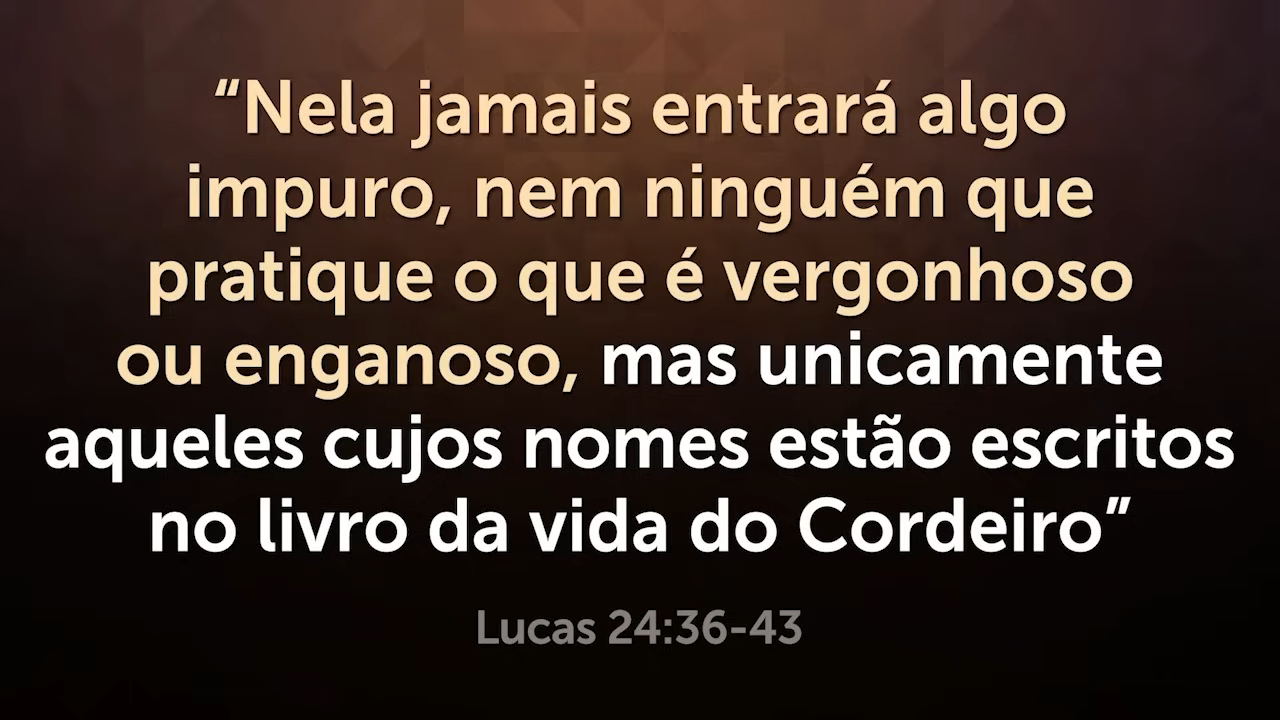 “Nela jamais entrará algo
impuro, nem ninguém que
pratique o que é vergonhoso
ou enganoso, mas unicamente
aqueles cujos nomes estão escritos
no livro da vida do Cordeiro”
Lucas 24:36-43